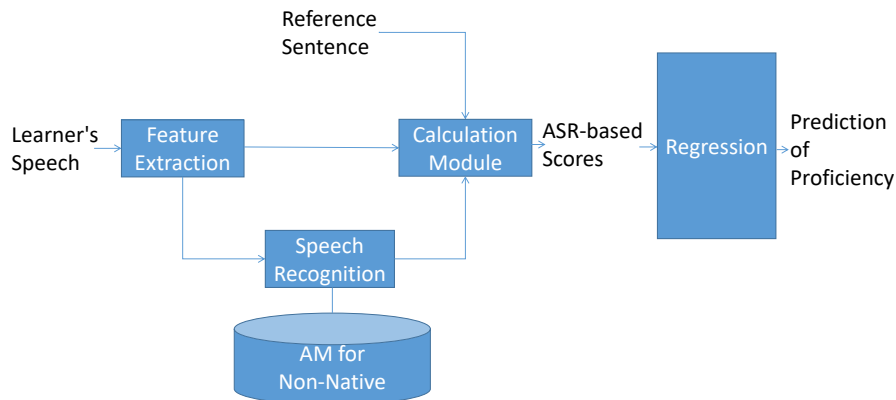 Reference
Sentence
Learner's
Speech
Feature
Extraction
Calculation
Module
ASR-based
Scores
Regression
Prediction
of
Proficiency
Speech
Recognition
AM for
Non-Native